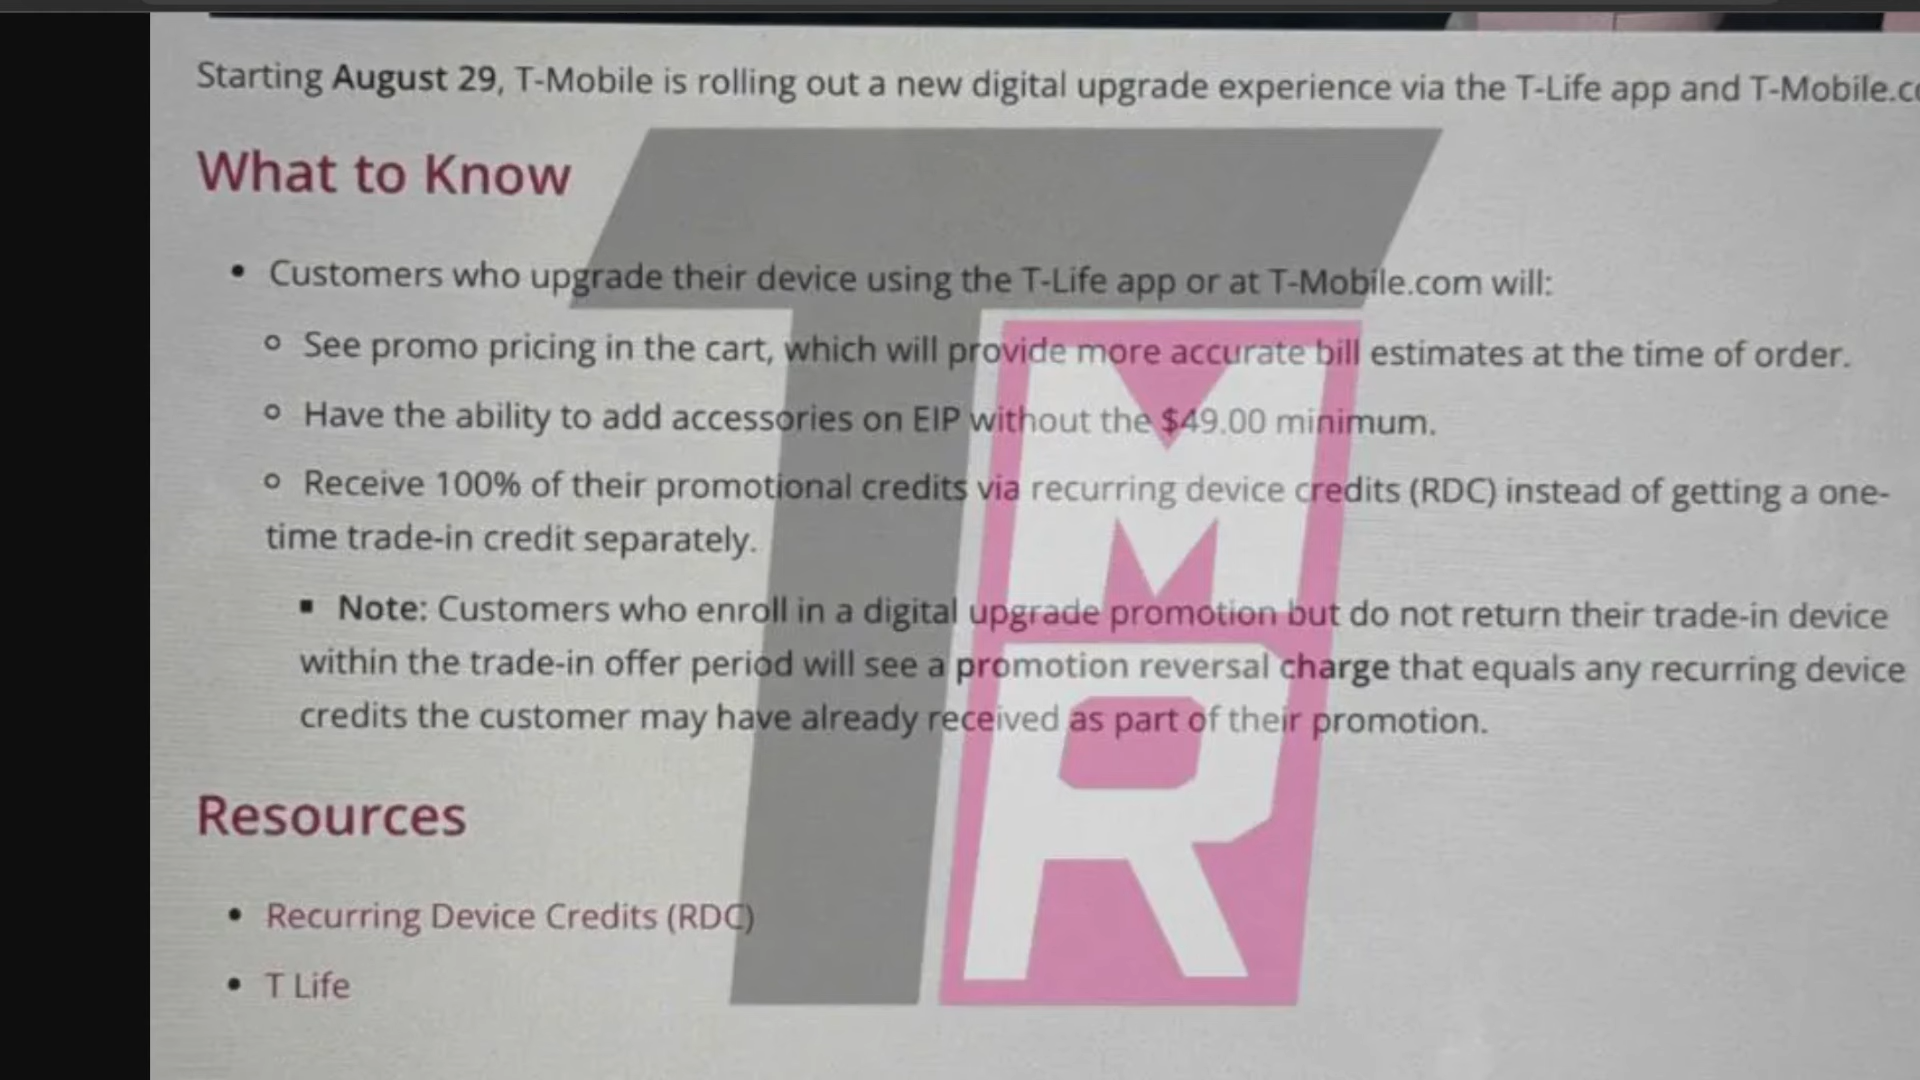 Starting August 29, T-Mobile is rolling out a new digital upgrade experience via the T-Life app and
What to Know
• Customers who upgrade their device using the T-Life app or at T-Mobile.com will:
○ See promo pricing in the cart, which will provide more accurate bill estimates at the time of order.
○ Have the ability to add accessories on EIP without the $49.00 minimum.
○ Receive 100% of their promotional credits via recurring device credits (RDC) instead of getting a one-
time trade-in credit separately.
▪ Note: Customers who enroll in a digital upgrade promotion but do not return their trade-in device
within the trade-in offer period will see a promotion reversal charge that equals any recurring device
credits the customer may have already received as part of their promotion.
Resources
• Recurring Device Credits (RDC)
• T Life
T
M
R